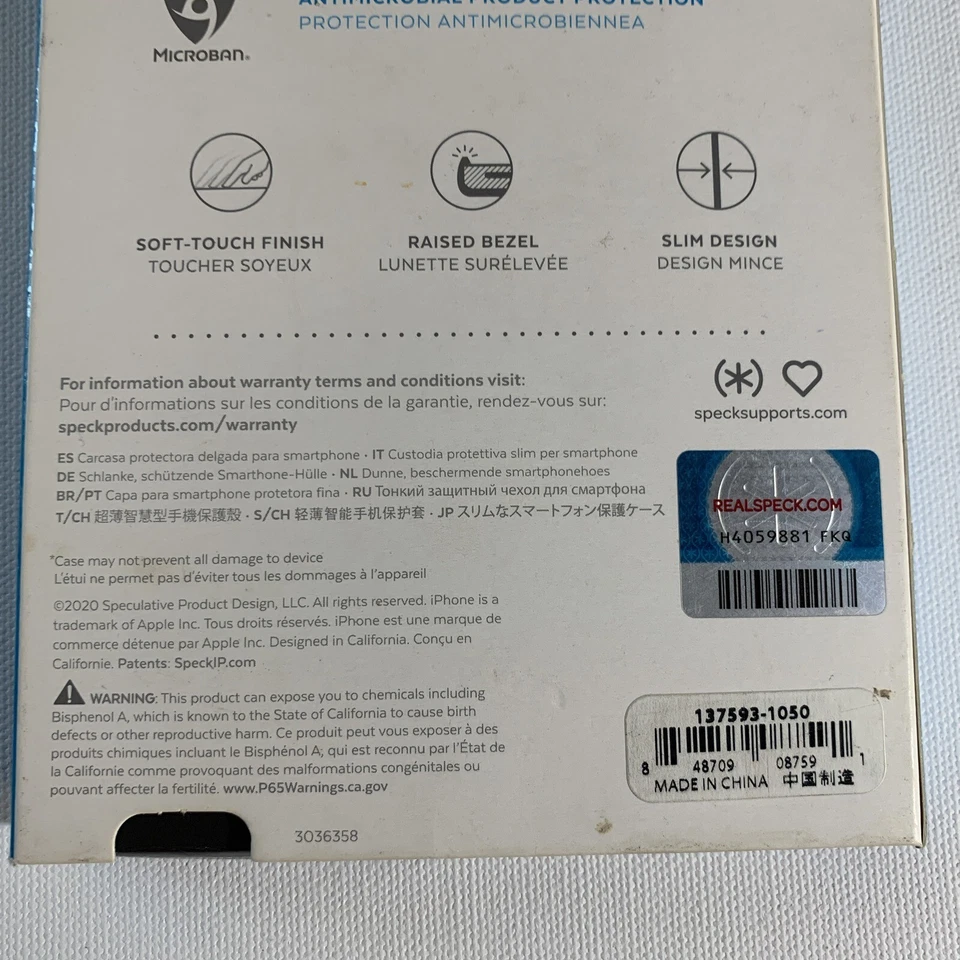 ANTIMICROBIAL PRODUCT PROTECTION
PROTECTION ANTIMICROBIENNEA
MICROBAN®
SOFT-TOUCH FINISH
TOUCHER SOYEUX
RAISED BEZEL
LUNETTE SURÉLEVÉE
SLIM DESIGN
DESIGN MINCE
For information about warranty terms and conditions visit:
Pour d'informations sur les conditions de la garantie, rendez-vous sur:
speckproducts.com/warranty
specksupports.com
ES Carcasa protectora delgada para smartphone · IT Custodia protettiva slim per smartphone
DE Schlanke, schützende Smarthone-Hülle · NL Dunne, beschermende smartphonehoes
BR/PT Capa para smartphone protetora fina · RU Тонкий защитный чехол для смартфона
T/CH 超薄智慧型手機保護殼 · S/CH 轻薄智能手机保护套 · JP スリムなスマートフォン保護ケース
REALSPECK.COM
H4059881 FKQ
*Case may not prevent all damage to device
L'étui ne permet pas d'éviter tous les dommages à l'appareil
©2020 Speculative Product Design, LLC. All rights reserved. iPhone is a
trademark of Apple Inc. Tous droits réservés. iPhone est une marque de
commerce détenue par Apple Inc. Designed in California. Conçu en
Californie. Patents: SpeckIP.com
WARNING: This product can expose you to chemicals including
Bisphenol A, which is known to the State of California to cause birth
defects or other reproductive harm. Ce produit peut vous exposer à des
produits chimiques incluant le Bisphénol A, qui est reconnu par l'État de
la Californie comme provoquant des malformations congénitales ou
pouvant affecter la fertilité. www.P65Warnings.ca.gov
137593-1050
8 48709 08759 1
MADE IN CHINA 中国制造
3036358